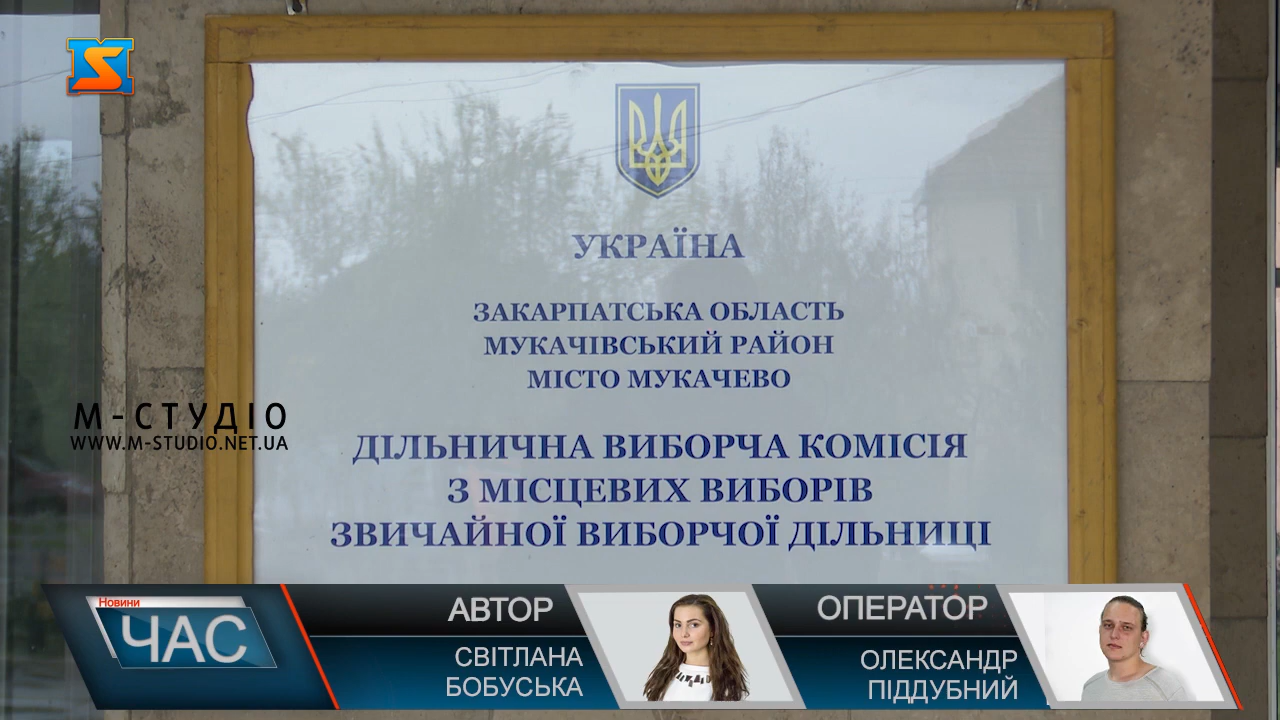 УКРАЇНА
ЗАКАРПАТСЬКА ОБЛАСТЬ
МУКАЧІВСЬКИЙ РАЙОН
МІСТО МУКАЧЕВО
ДІЛЬНИЧНА ВИБОРЧА КОМІСІЯ
З МІСЦЕВИХ ВИБОРІВ
ЗВИЧАЙНОЇ ВИБОРЧОЇ ДІЛЬНИЦІ
М-СТУДІО
WWW.M-STUDIO.NET.UA
Новини
ЧАС
АВТОР
СВІТЛАНА
БОБУСЬКА
ОПЕРАТОР
ОЛЕКСАНДР
ПІДДУБНИЙ